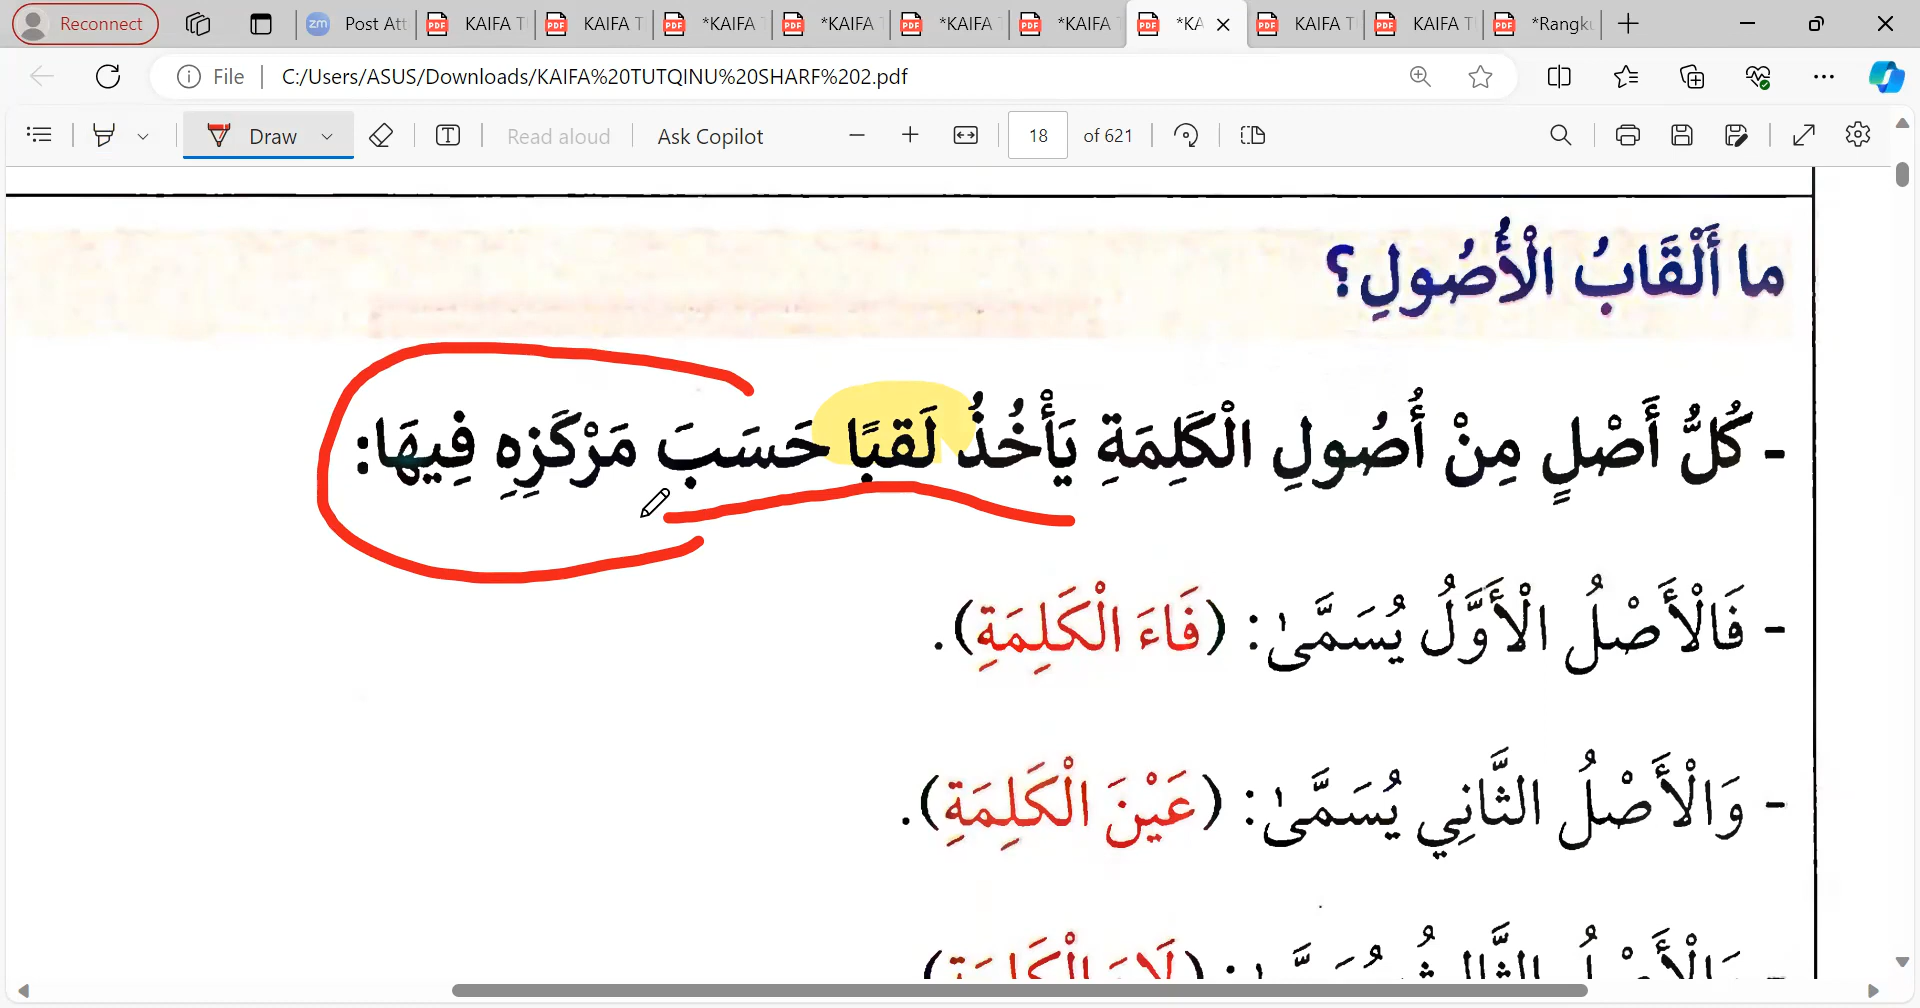 Reconnect
Post Att
KAIFA T
KAIFA T
*KAIFA
*KAIFA
*KAIFA
*KAIFA
*KA
KAIFA T
KAIFA T
*Rangk
File
C:/Users/ASUS/Downloads/KAIFA%20TUTQINU%20SHARF%202.pdf
Draw
Read aloud
Ask Copilot
18 of 621
ما أَلْقَابُ الْأُصُولِ؟
- كُلُّ أَصْلٍ مِنْ أُصُولِ الْكَلِمَةِ يَأْخُذُ لَقبًا حَسَبَ مَرْكَزِهِ فِيهَا:
- فَالْأَصْلُ الْأَوَّلُ يُسَمَّىٰ: (فَاءَ الْكَلِمَةِ).
- وَالْأَصْلُ الثَّانِي يُسَمَّىٰ: (عَيْنَ الْكَلِمَةِ).